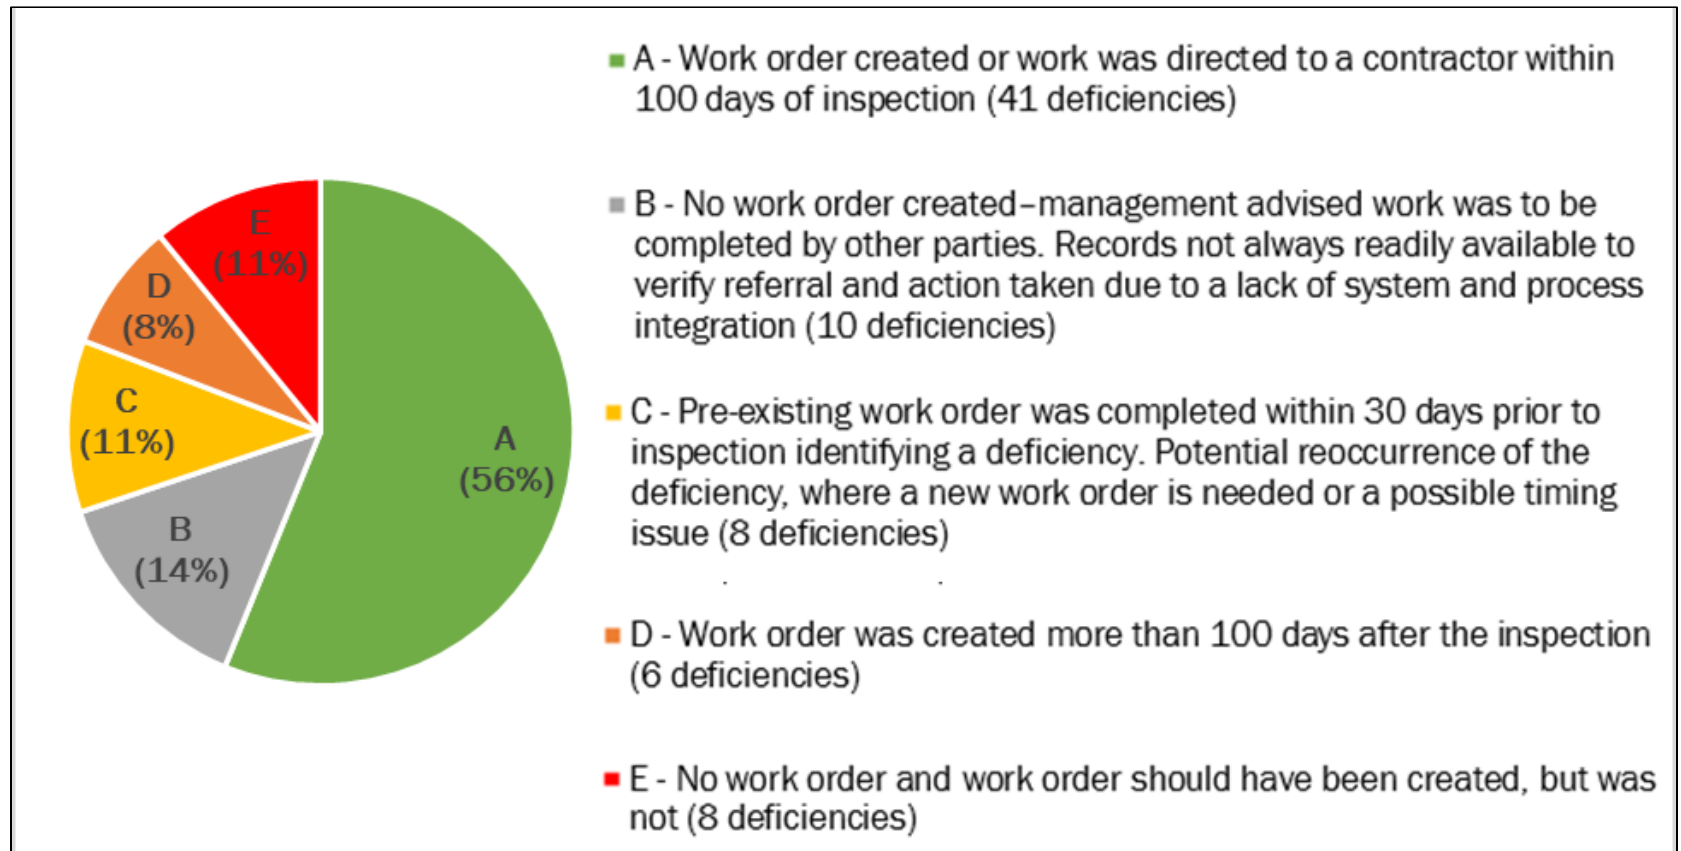 A - Work order created or work was directed to a contractor within
100 days of inspection (41 deficiencies)
B - No work order created–management advised work was to be
completed by other parties. Records not always readily available to
verify referral and action taken due to a lack of system and process
integration (10 deficiencies)
C - Pre-existing work order was completed within 30 days prior to
inspection identifying a deficiency. Potential reoccurrence of the
deficiency, where a new work order is needed or a possible timing
issue (8 deficiencies)
D - Work order was created more than 100 days after the inspection
(6 deficiencies)
E - No work order and work order should have been created, but was
not (8 deficiencies)
E
(11%)
D
(8%)
C
(11%)
B
(14%)
A
(56%)